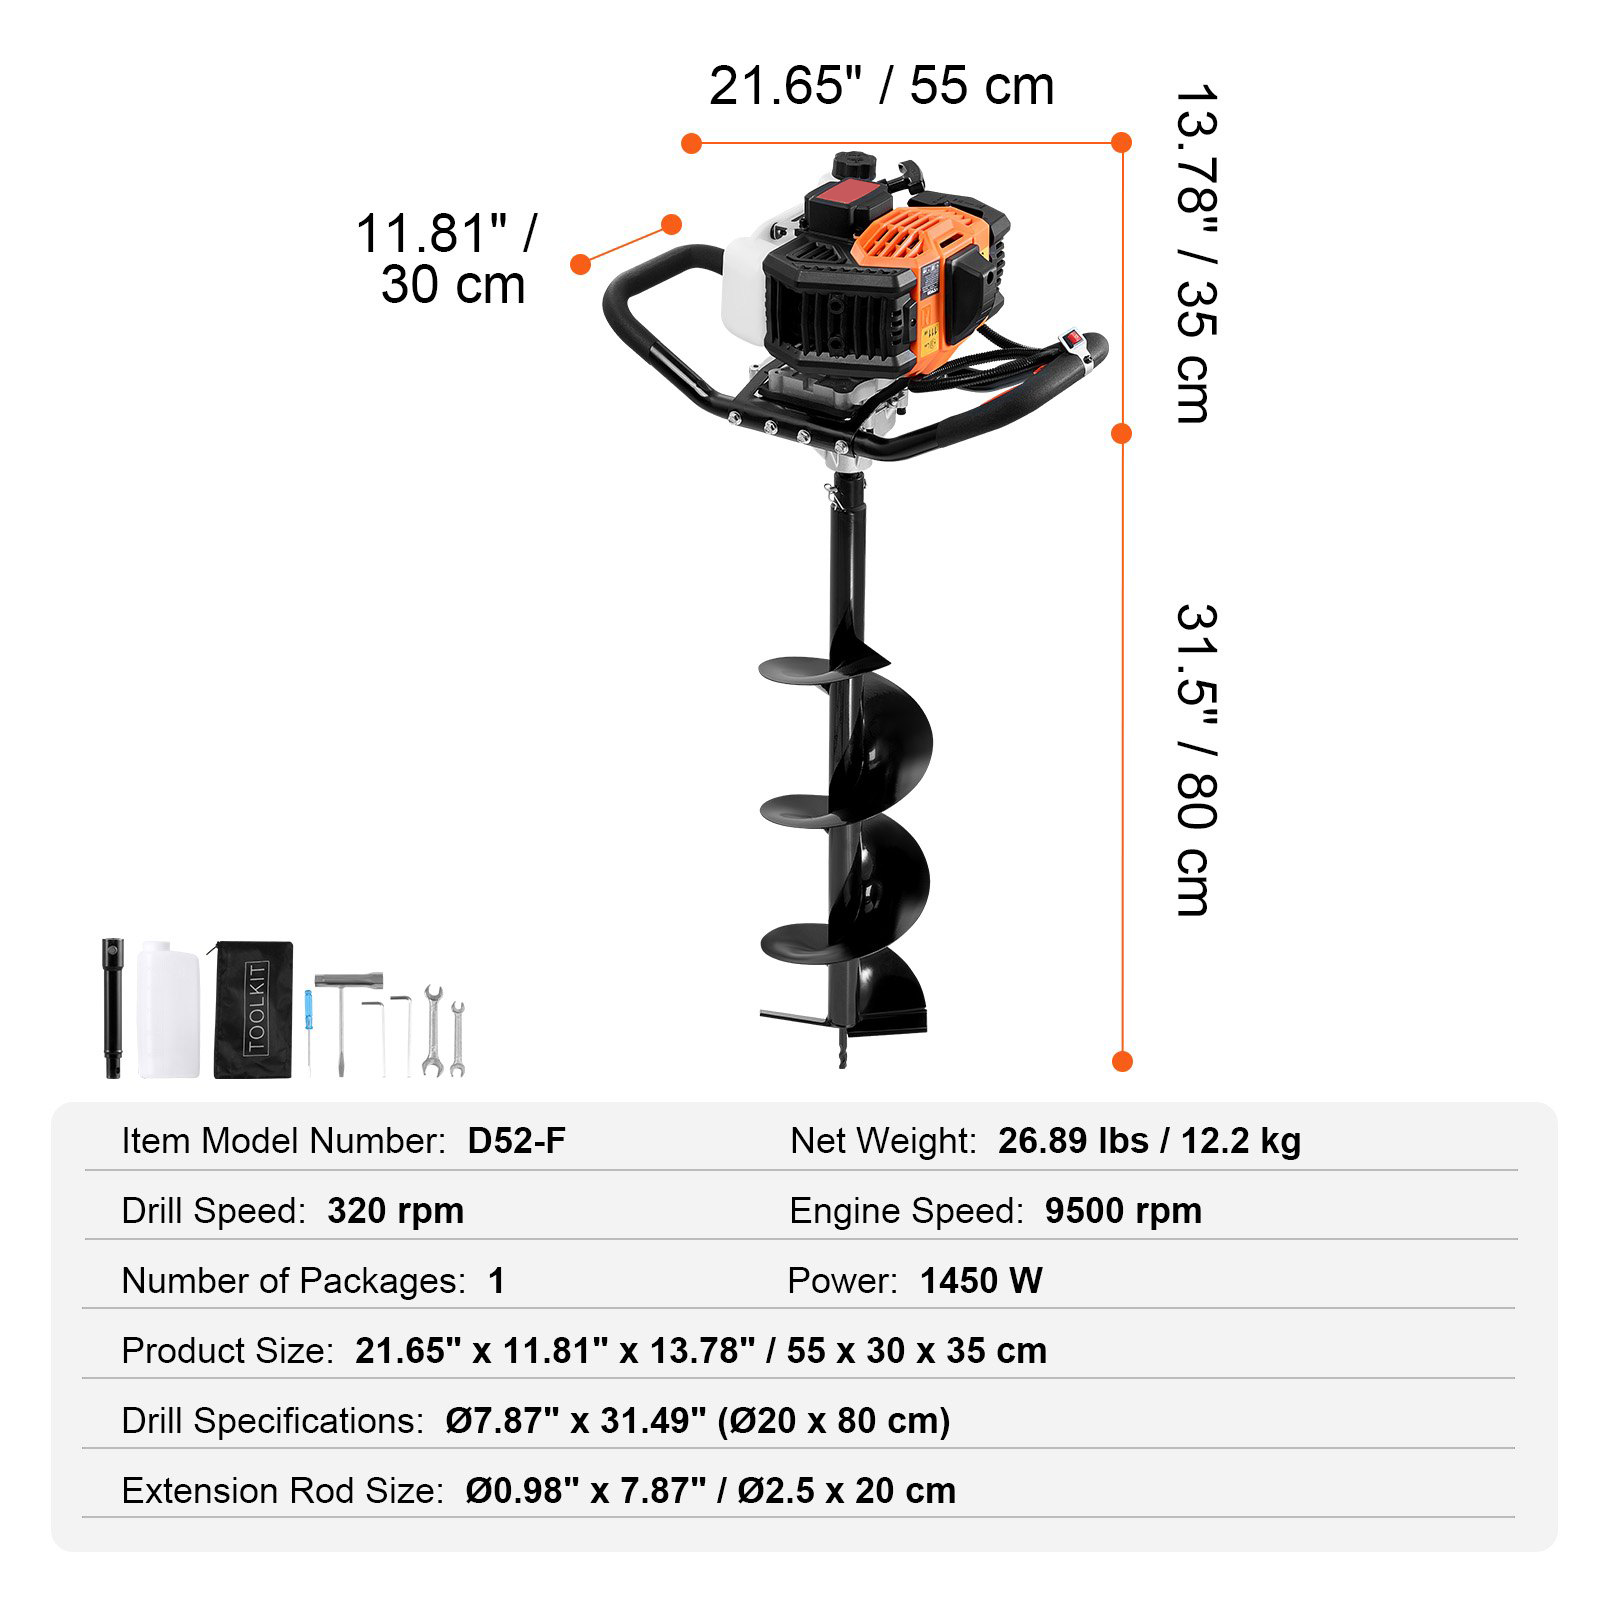 21.65" / 55 cm
13.78" / 35 cm
11.81" /
30 cm
31.5" / 80 cm
TOOLKIT
Item Model Number: D52-F
Net Weight: 26.89 lbs / 12.2 kg
Drill Speed: 320 rpm
Engine Speed: 9500 rpm
Number of Packages: 1
Power: 1450 W
Product Size: 21.65" x 11.81" x 13.78" / 55 x 30 x 35 cm
Drill Specifications: Ø7.87" x 31.49" (Ø20 x 80 cm)
Extension Rod Size: Ø0.98" x 7.87" / Ø2.5 x 20 cm